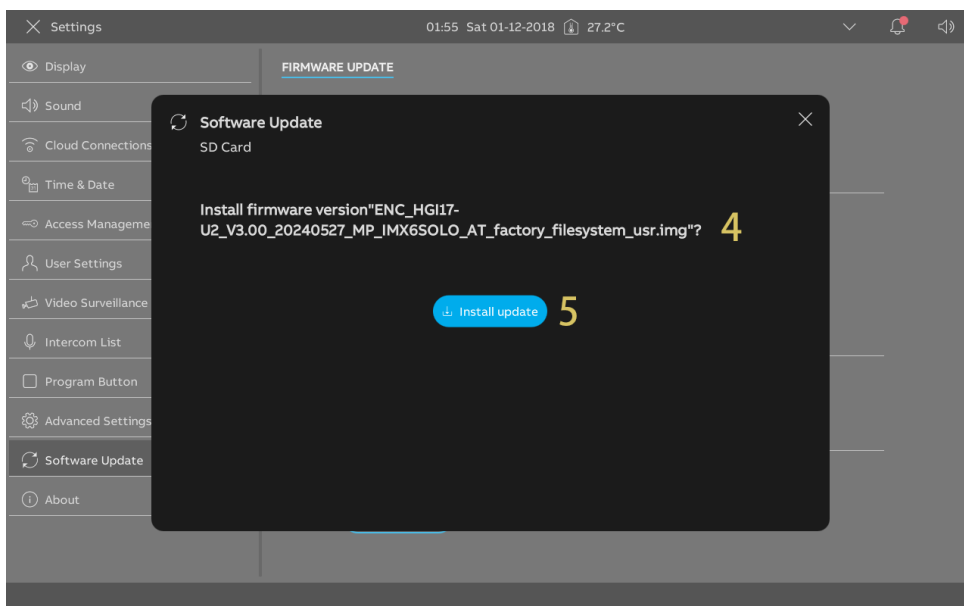 Settings
01:55 Sat 01-12-2018 27.2°C
Display
FIRMWARE UPDATE
Sound
Cloud Connections
Time & Date
Access Manageme
User Settings
Video Surveillance
Intercom List
Program Button
Advanced Settings
Software Update
About
Software Update
SD Card
Install firmware version"ENC_HGI17-
U2_V3.00_20240527_MP_IMX6SOLO_AT_factory_filesystem_usr.img"?
4
Install update
5